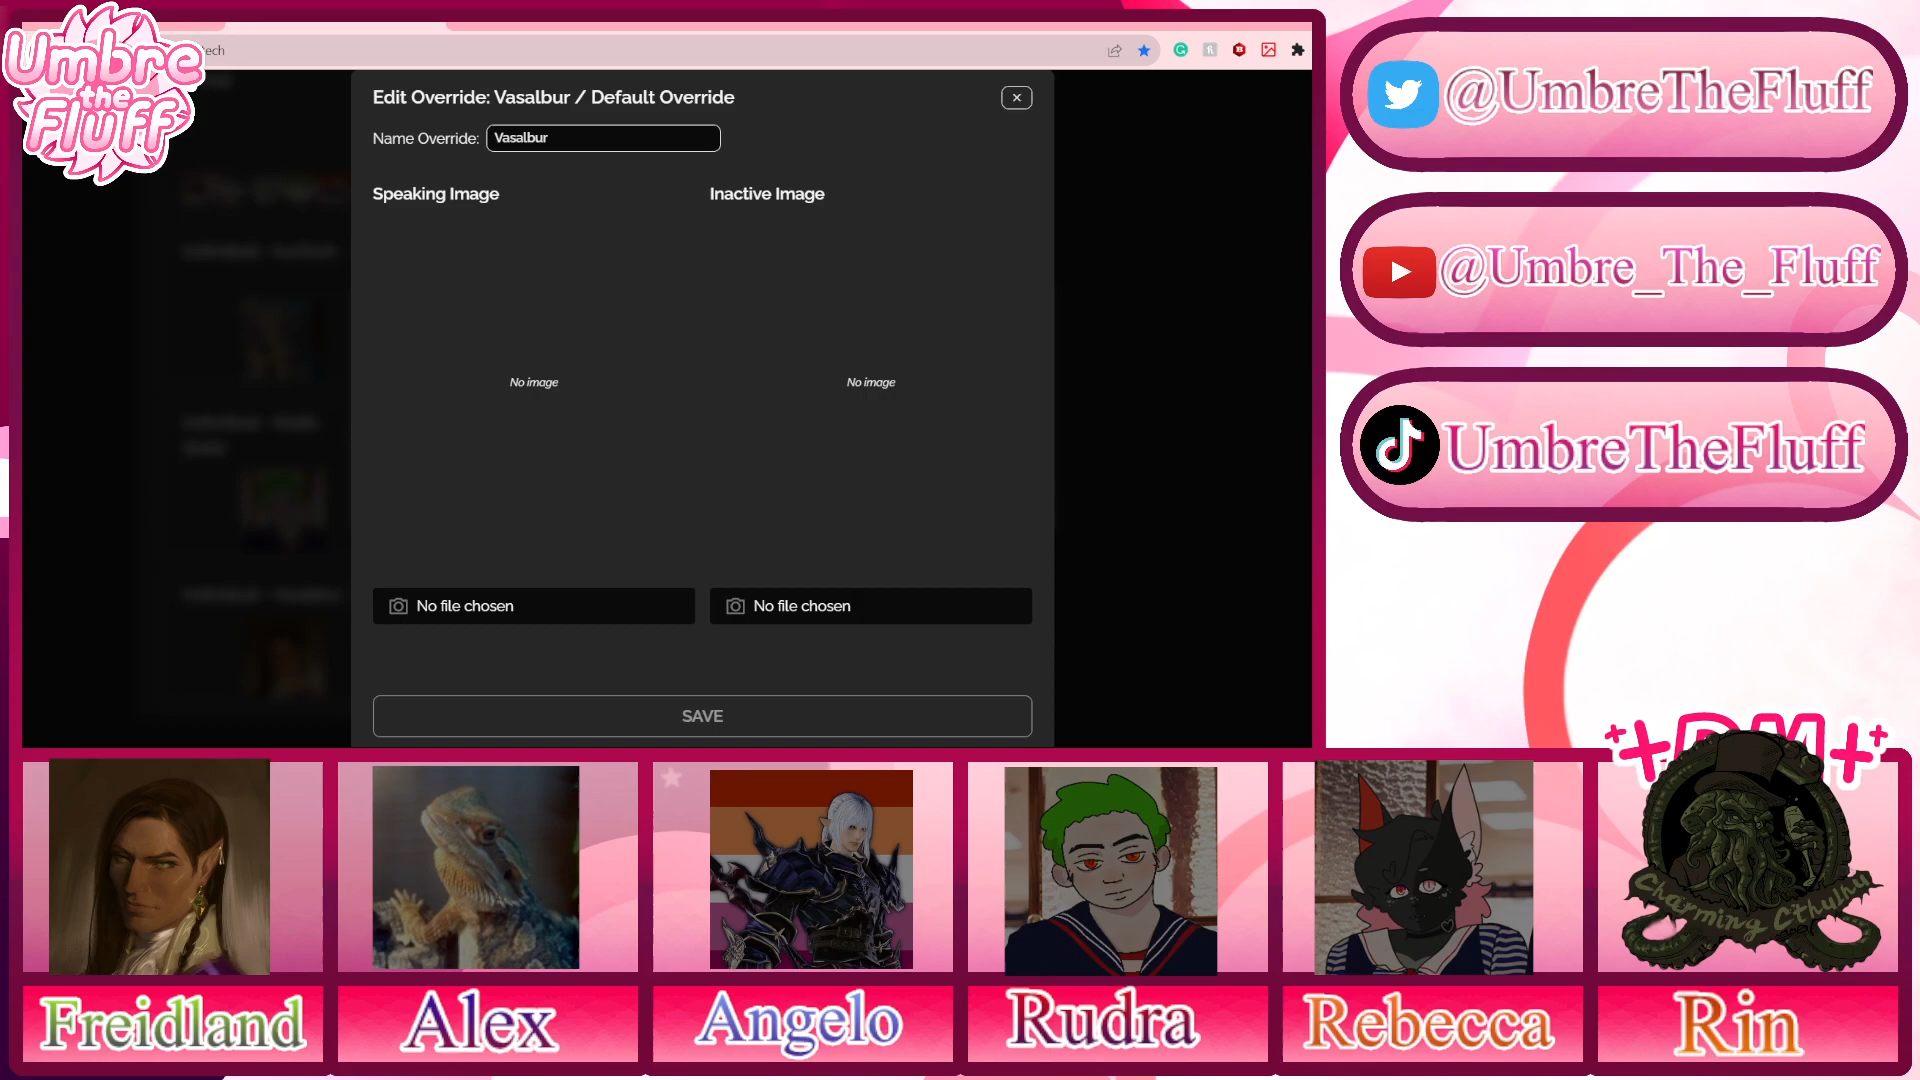 Umbre
the
Fluff
tech
Edit Override: Vasalbur / Default Override
Name Override: Vasalbur
Speaking Image
Inactive Image
No image
No image
No file chosen
No file chosen
SAVE
@UmbreTheFluff
@Umbre_The_Fluff
UmbreTheFluff
DM
Charming Cthulhu
Freidland
Alex
Angelo
Rudra
Rebecca
Rin